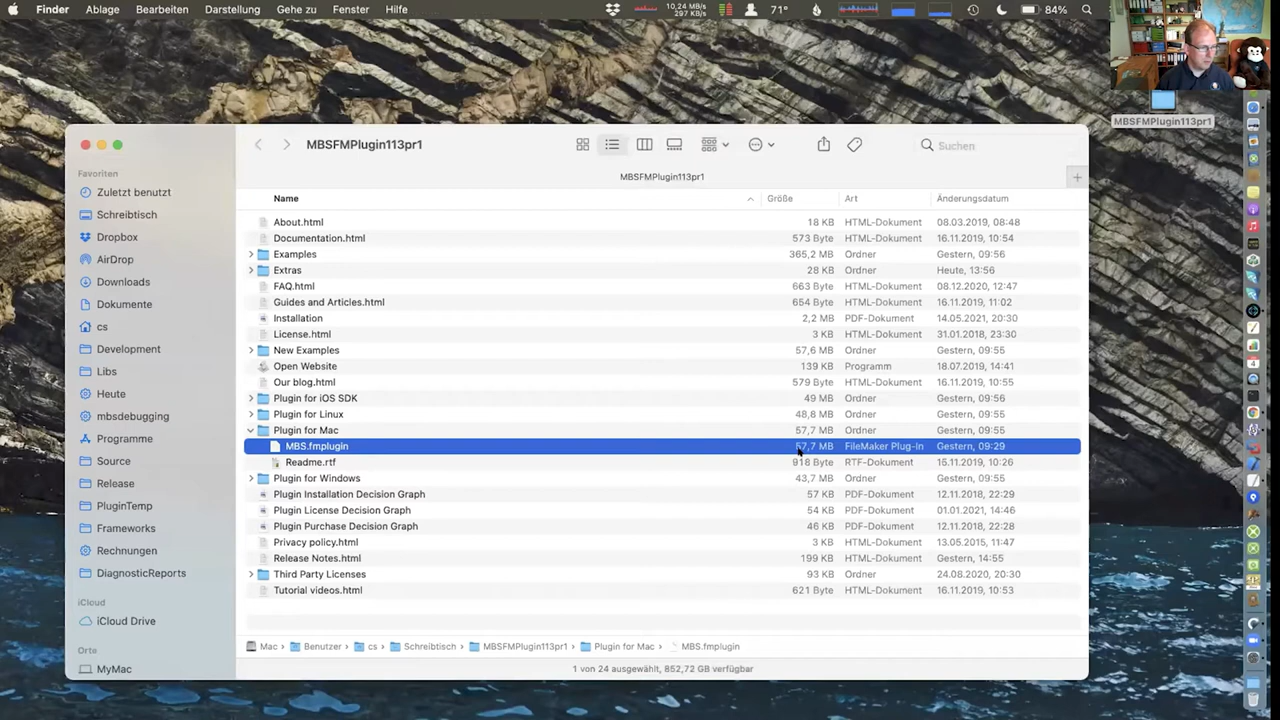 Finder Ablage Bearbeiten Darstellung Gehe zu Fenster Hilfe 10,24 MB/s 297 KB/s 71° 84%
MBSFMPlugin113pr1
MBSFMPlugin113pr1 Suchen
MBSFMPlugin113pr1
Favoriten
Zuletzt benutzt
Schreibtisch
Dropbox
AirDrop
Downloads
Dokumente
cs
Development
Libs
Heute
mbsdebugging
Programme
Source
Release
PluginTemp
Frameworks
Rechnungen
DiagnosticReports
iCloud
iCloud Drive
Orte
MyMac
Name Größe Art Änderungsdatum
About.html 18 KB HTML-Dokument 08.03.2019, 08:48
Documentation.html 573 Byte HTML-Dokument 16.11.2019, 10:54
Examples 365,2 MB Ordner Gestern, 09:56
Extras 28 KB Ordner Heute, 13:56
FAQ.html 663 Byte HTML-Dokument 08.12.2020, 12:47
Guides and Articles.html 654 Byte HTML-Dokument 16.11.2019, 11:02
Installation 2,2 MB PDF-Dokument 14.05.2021, 20:30
License.html 3 KB HTML-Dokument 31.01.2018, 23:30
New Examples 57,6 MB Ordner Gestern, 09:55
Open Website 139 KB Programm 18.07.2019, 14:41
Our blog.html 579 Byte HTML-Dokument 16.11.2019, 10:55
Plugin for iOS SDK 49 MB Ordner Gestern, 09:56
Plugin for Linux 48,8 MB Ordner Gestern, 09:55
Plugin for Mac 57,7 MB Ordner Gestern, 09:55
MBS.fmplugin 57,7 MB FileMaker Plug-In Gestern, 09:29
Readme.rtf 918 Byte RTF-Dokument 15.11.2019, 10:26
Plugin for Windows 43,7 MB Ordner Gestern, 09:55
Plugin Installation Decision Graph 57 KB PDF-Dokument 12.11.2018, 22:29
Plugin License Decision Graph 54 KB PDF-Dokument 01.01.2021, 14:46
Plugin Purchase Decision Graph 46 KB PDF-Dokument 12.11.2018, 22:28
Privacy policy.html 3 KB HTML-Dokument 13.05.2015, 11:47
Release Notes.html 199 KB HTML-Dokument Gestern, 14:55
Third Party Licenses 93 KB Ordner 24.08.2020, 20:30
Tutorial videos.html 621 Byte HTML-Dokument 16.11.2019, 10:53
Mac › Benutzer › cs › Schreibtisch › MBSFMPlugin113pr1 › Plugin for Mac › MBS.fmplugin
1 von 24 ausgewählt, 852,72 GB verfügbar